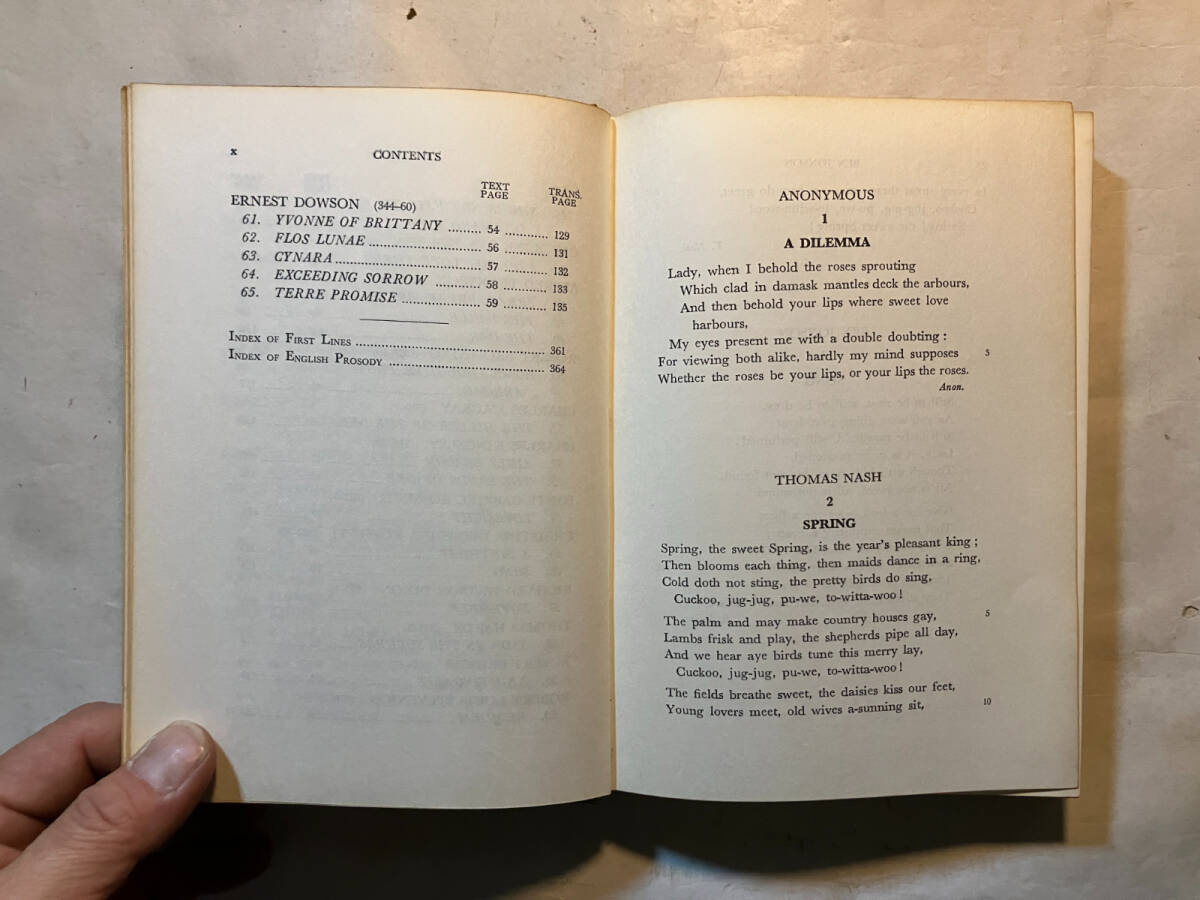 x CONTENTS
TEXT PAGE TRANS. PAGE
ERNEST DOWSON (344–60)
61. YVONNE OF BRITTANY ......... 54 ............ 129
62. FLOS LUNAE ........................ 56 ............ 131
63. CYNARA .............................. 57 ............ 132
64. EXCEEDING SORROW ............ 58 ............ 133
65. TERRE PROMISE .................. 59 ............ 135
INDEX OF FIRST LINES ................................................ 361
INDEX OF ENGLISH PROSODY ....................................... 364
ANONYMOUS
1
A DILEMMA
Lady, when I behold the roses sprouting
Which clad in damask mantles deck the arbours,
And then behold your lips where sweet love
harbours,
My eyes present me with a double doubting :
For viewing both alike, hardly my mind supposes 5
Whether the roses be your lips, or your lips the roses.
Anon.
THOMAS NASH
2
SPRING
Spring, the sweet Spring, is the year's pleasant king ;
Then blooms each thing, then maids dance in a ring,
Cold doth not sting, the pretty birds do sing,
Cuckoo, jug-jug, pu-we, to-witta-woo !
The palm and may make country houses gay, 5
Lambs frisk and play, the shepherds pipe all day,
And we hear aye birds tune this merry lay,
Cuckoo, jug-jug, pu-we, to-witta-woo !
The fields breathe sweet, the daisies kiss our feet,
Young lovers meet, old wives a-sunning sit, 10